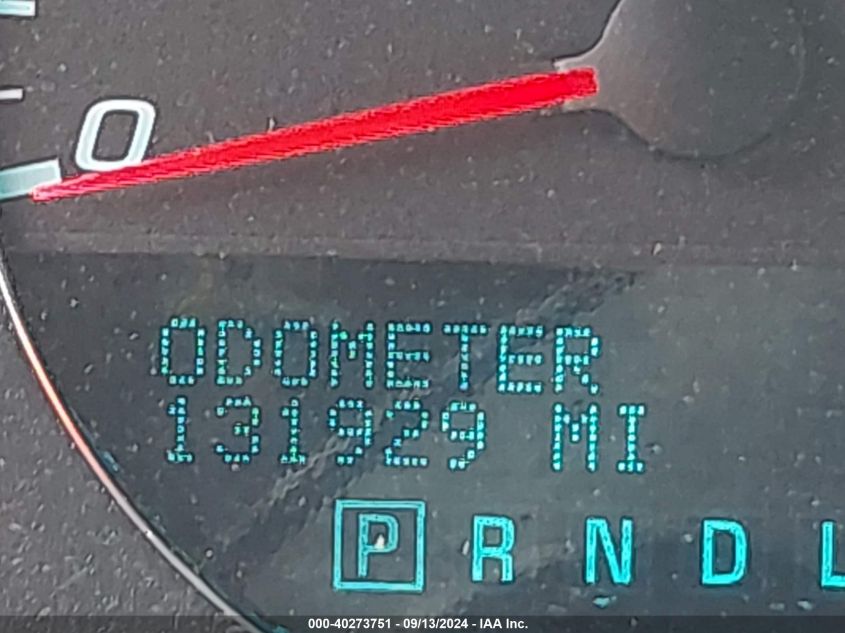 0
ODOMETER
131929 MI
P R N D L
000-40273751 - 09/13/2024 - IAA Inc.